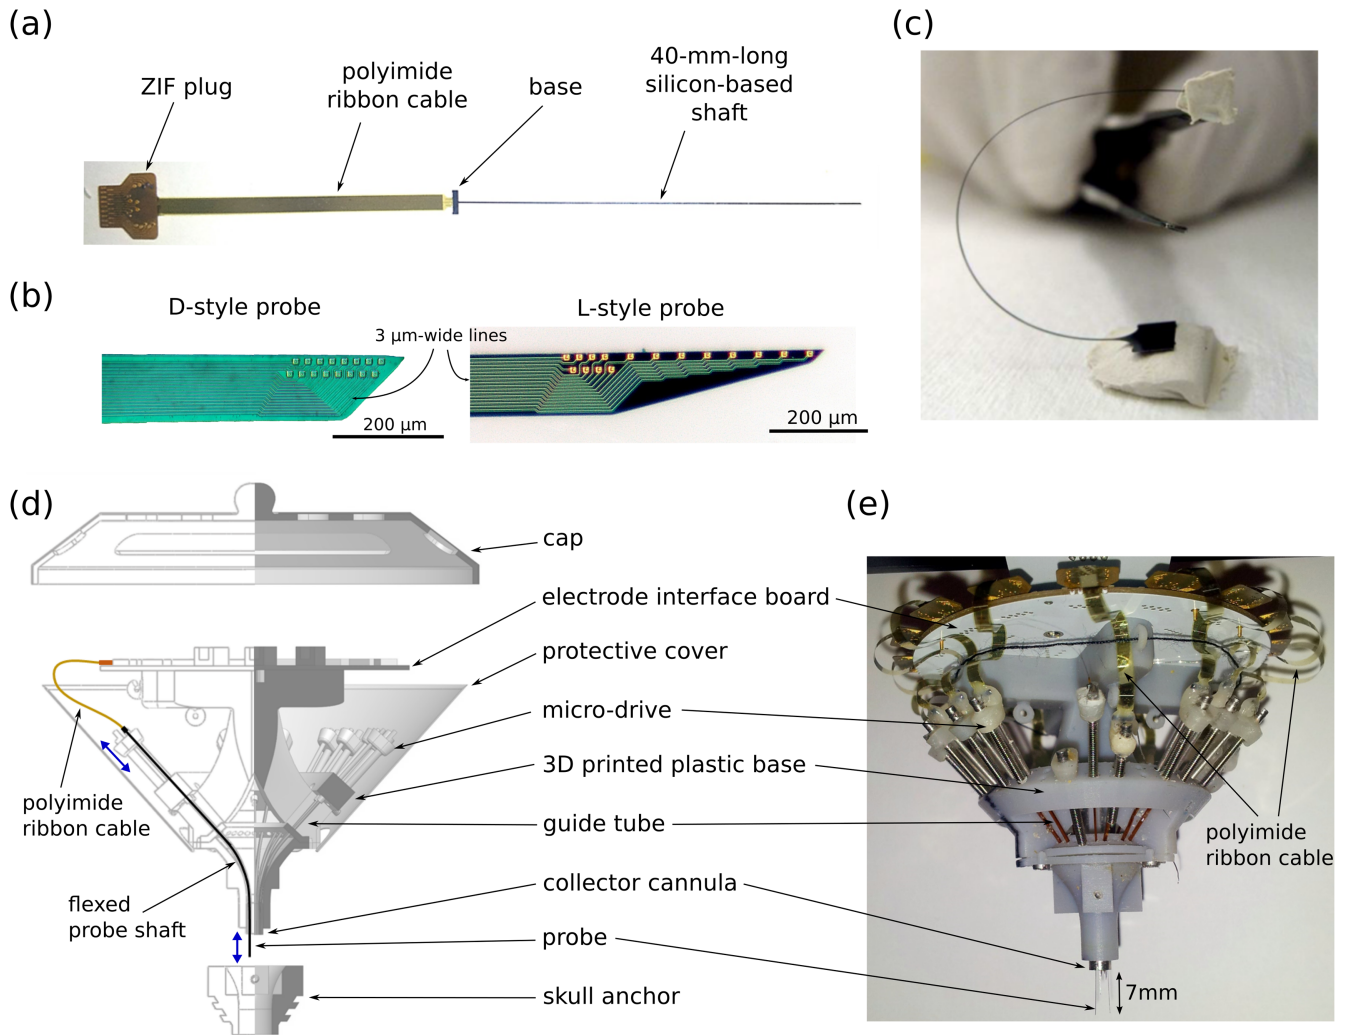 (a)
ZIF plug
polyimide
ribbon cable
base
40-mm-long
silicon-based
shaft
(b)
D-style probe
L-style probe
3 μm-wide lines
200 μm
200 μm
(c)
(d)
cap
electrode interface board
protective cover
micro-drive
3D printed plastic base
guide tube
collector cannula
probe
skull anchor
polyimide
ribbon cable
flexed
probe shaft
(e)
polyimide
ribbon cable
7mm